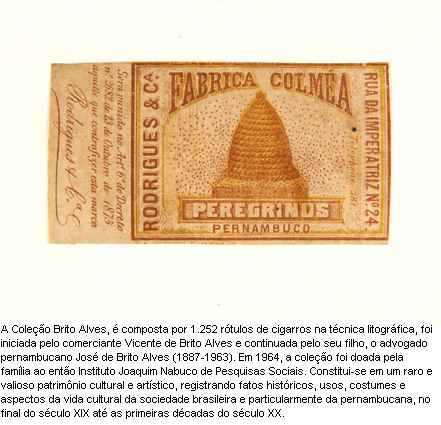 Será punido no Art. 6º do Decreto
nº 2682 de 23 de Outubro de 1875
aquelle que contrafizer esta marca
Rodrigues & Cª
RODRIGUES & Cª
FABRICA COLMÉA
RUA DA IMPERATRIZ Nº 24
PEREGRINOS
PERNAMBUCO
A Coleção Brito Alves, é composta por 1.252 rótulos de cigarros na técnica litográfica, foi
iniciada pelo comerciante Vicente de Brito Alves e continuada pelo seu filho, o advogado
pernambucano José de Brito Alves (1887-1963). Em 1964, a coleção foi doada pela
família ao então Instituto Joaquim Nabuco de Pesquisas Sociais. Constitui-se em um raro e
valioso patrimônio cultural e artístico, registrando fatos históricos, usos, costumes e
aspectos da vida cultural da sociedade brasileira e particularmente da pernambucana, no
final do século XIX até as primeiras décadas do século XX.